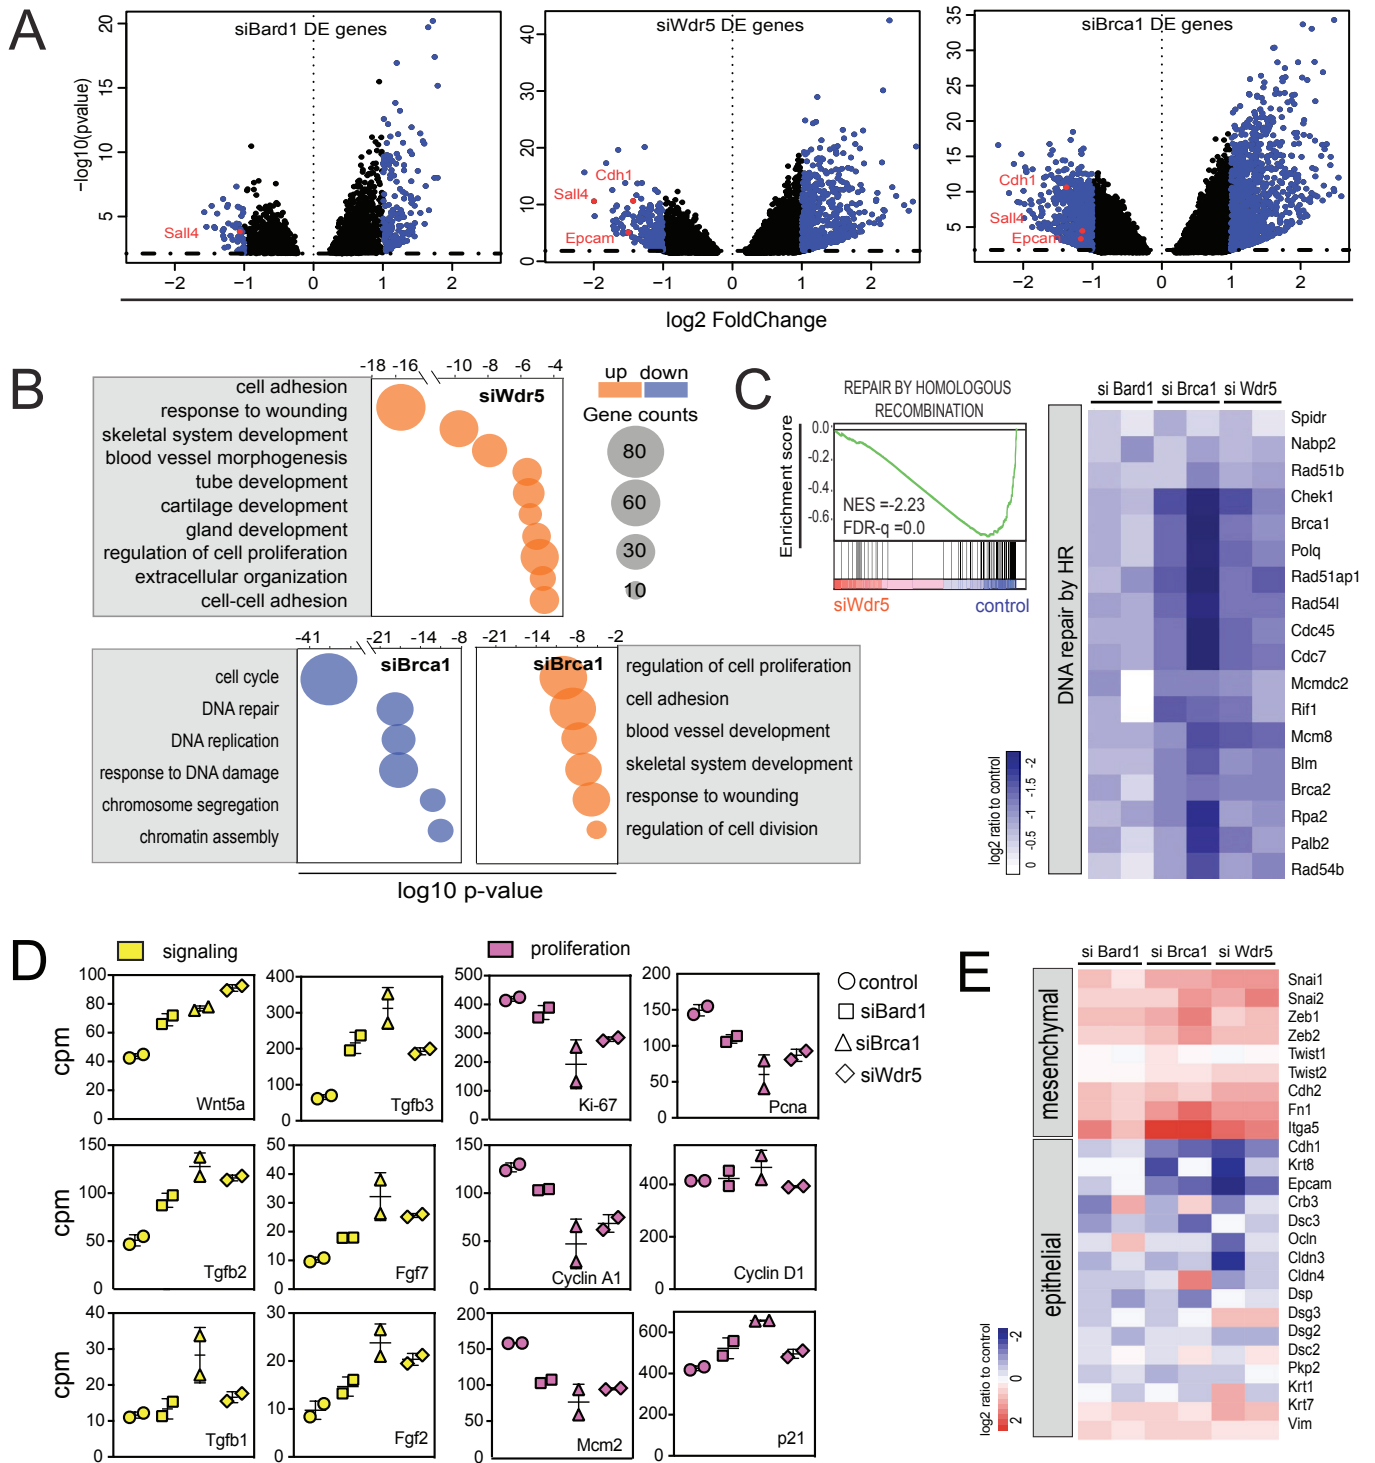 A
siBard1 DE genes
siWdr5 DE genes
siBrca1 DE genes
−log10(pvalue)
20
15
10
5
40
30
20
10
0
35
30
25
20
15
10
5
Sall4
Cdh1
Sall4
Epcam
Cdh1
Sall4
Epcam
−2 −1 0 1 2
−2 −1 0 1 2
−2 −1 0 1 2
log2 FoldChange
B
-18 -16 -10 -8 -6 -4
siWdr5
cell adhesion
response to wounding
skeletal system development
blood vessel morphogenesis
tube development
cartilage development
gland development
regulation of cell proliferation
extracellular organization
cell-cell adhesion
up down
Gene counts
80
60
30
10
-41 -21 -14 -8
siBrca1
cell cycle
DNA repair
DNA replication
response to DNA damage
chromosome segregation
chromatin assembly
-21 -14 -8 -2
siBrca1
regulation of cell proliferation
cell adhesion
blood vessel development
skeletal system development
response to wounding
regulation of cell division
log10 p-value
C
REPAIR BY HOMOLOGOUS
RECOMBINATION
Enrichment score
0.0
-0.2
-0.4
-0.6
NES =-2.23
FDR-q =0.0
siWdr5 control
si Bard1 si Brca1 si Wdr5
DNA repair by HR
Spidr
Nabp2
Rad51b
Chek1
Brca1
Polq
Rad51ap1
Rad54l
Cdc45
Cdc7
Mcmdc2
Rif1
Mcm8
Blm
Brca2
Rpa2
Palb2
Rad54b
log2 ratio to control
0 -0.5 -1 -1.5 -2
D
signaling
proliferation
control
siBard1
siBrca1
siWdr5
cpm
100
80
60
40
20
0
Wnt5a
400
300
200
100
0
Tgfb3
500
400
300
200
100
0
Ki-67
200
150
100
50
0
Pcna
cpm
150
100
50
0
Tgfb2
50
40
30
20
10
0
Fgf7
150
100
50
0
Cyclin A1
400
200
0
Cyclin D1
cpm
40
30
20
10
0
Tgfb1
30
20
10
0
Fgf2
200
150
100
50
0
Mcm2
600
400
200
0
p21
E
si Bard1 si Brca1 si Wdr5
mesenchymal
epithelial
Snai1
Snai2
Zeb1
Zeb2
Twist1
Twist2
Cdh2
Fn1
Itga5
Cdh1
Krt8
Epcam
Crb3
Dsc3
Ocln
Cldn3
Cldn4
Dsp
Dsg3
Dsg2
Dsc2
Pkp2
Krt1
Krt7
Vim
log2 ratio to control
2 0 -2